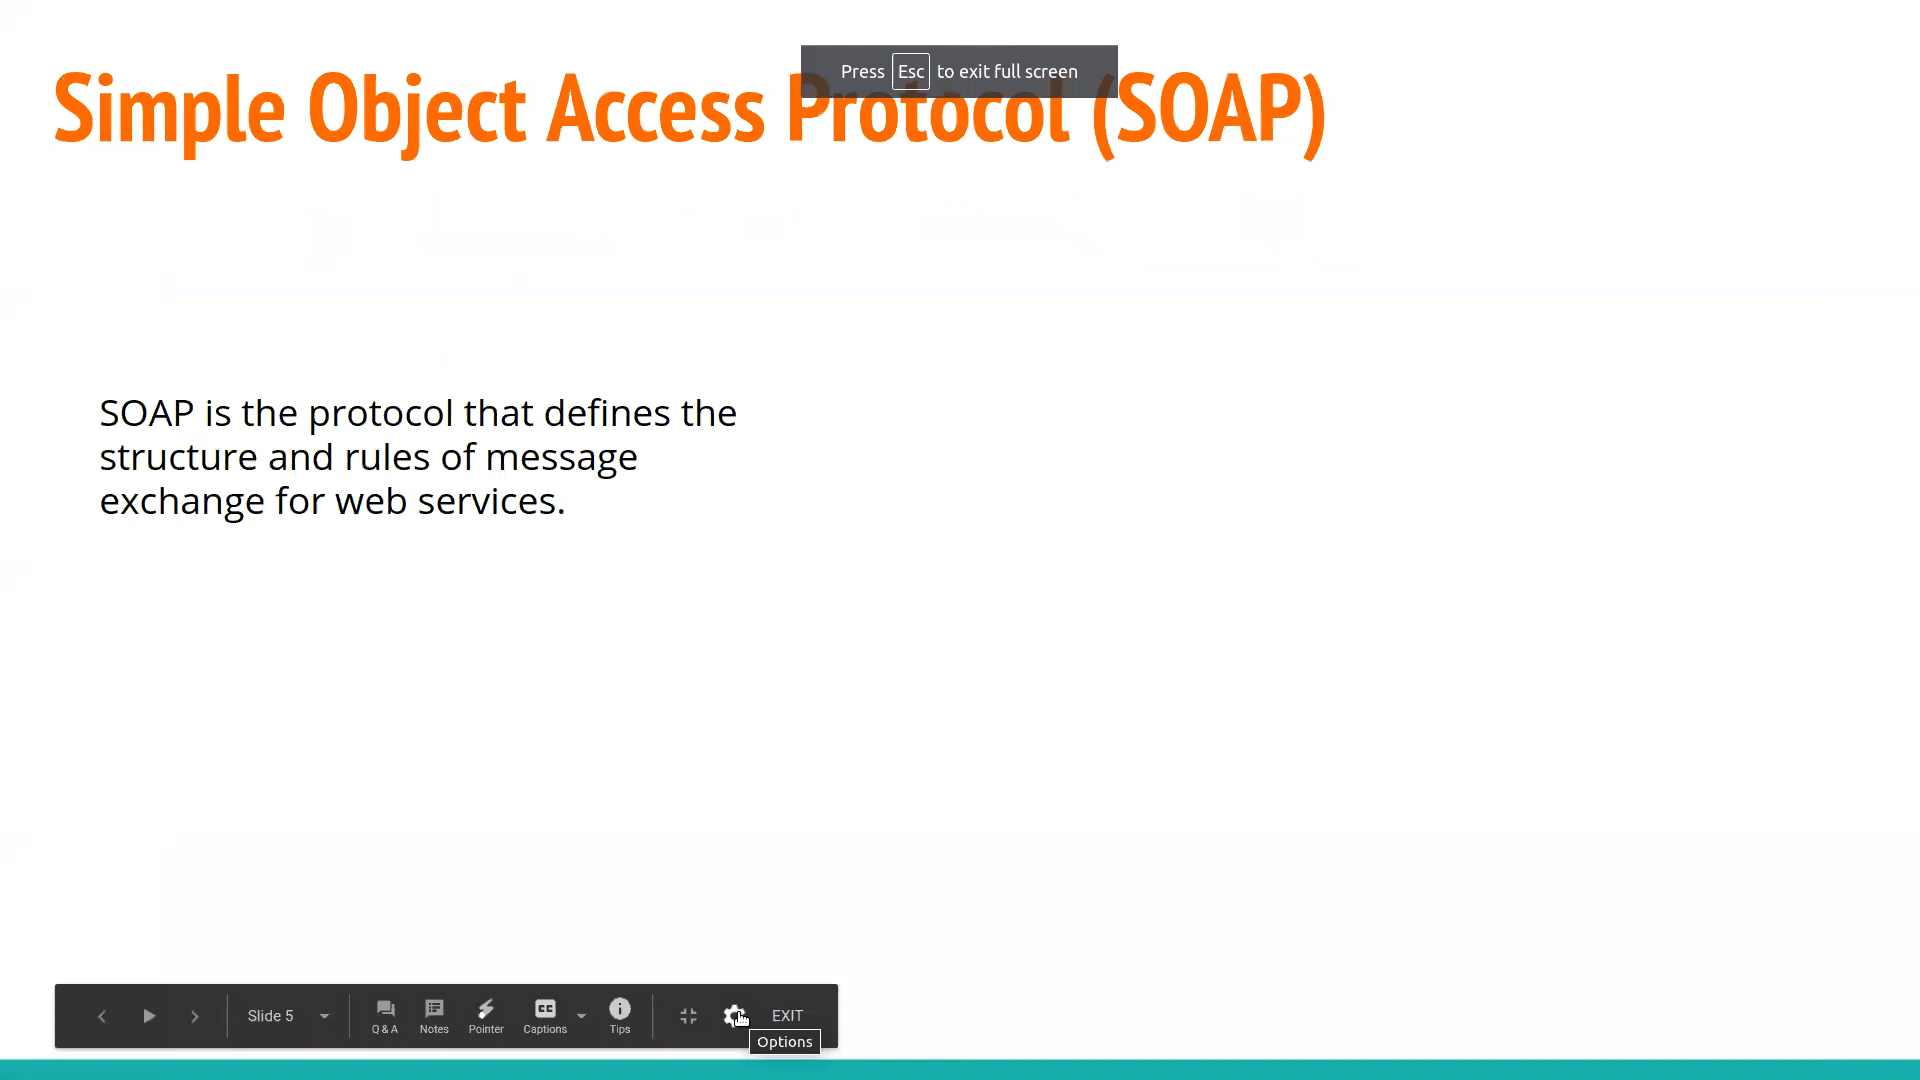 Press Esc to exit full screen
Simple Object Access Protocol (SOAP)
SOAP is the protocol that defines the
structure and rules of message
exchange for web services.
Slide 5
Q & A
Notes
Pointer
CC
Captions
Tips
EXIT
Options